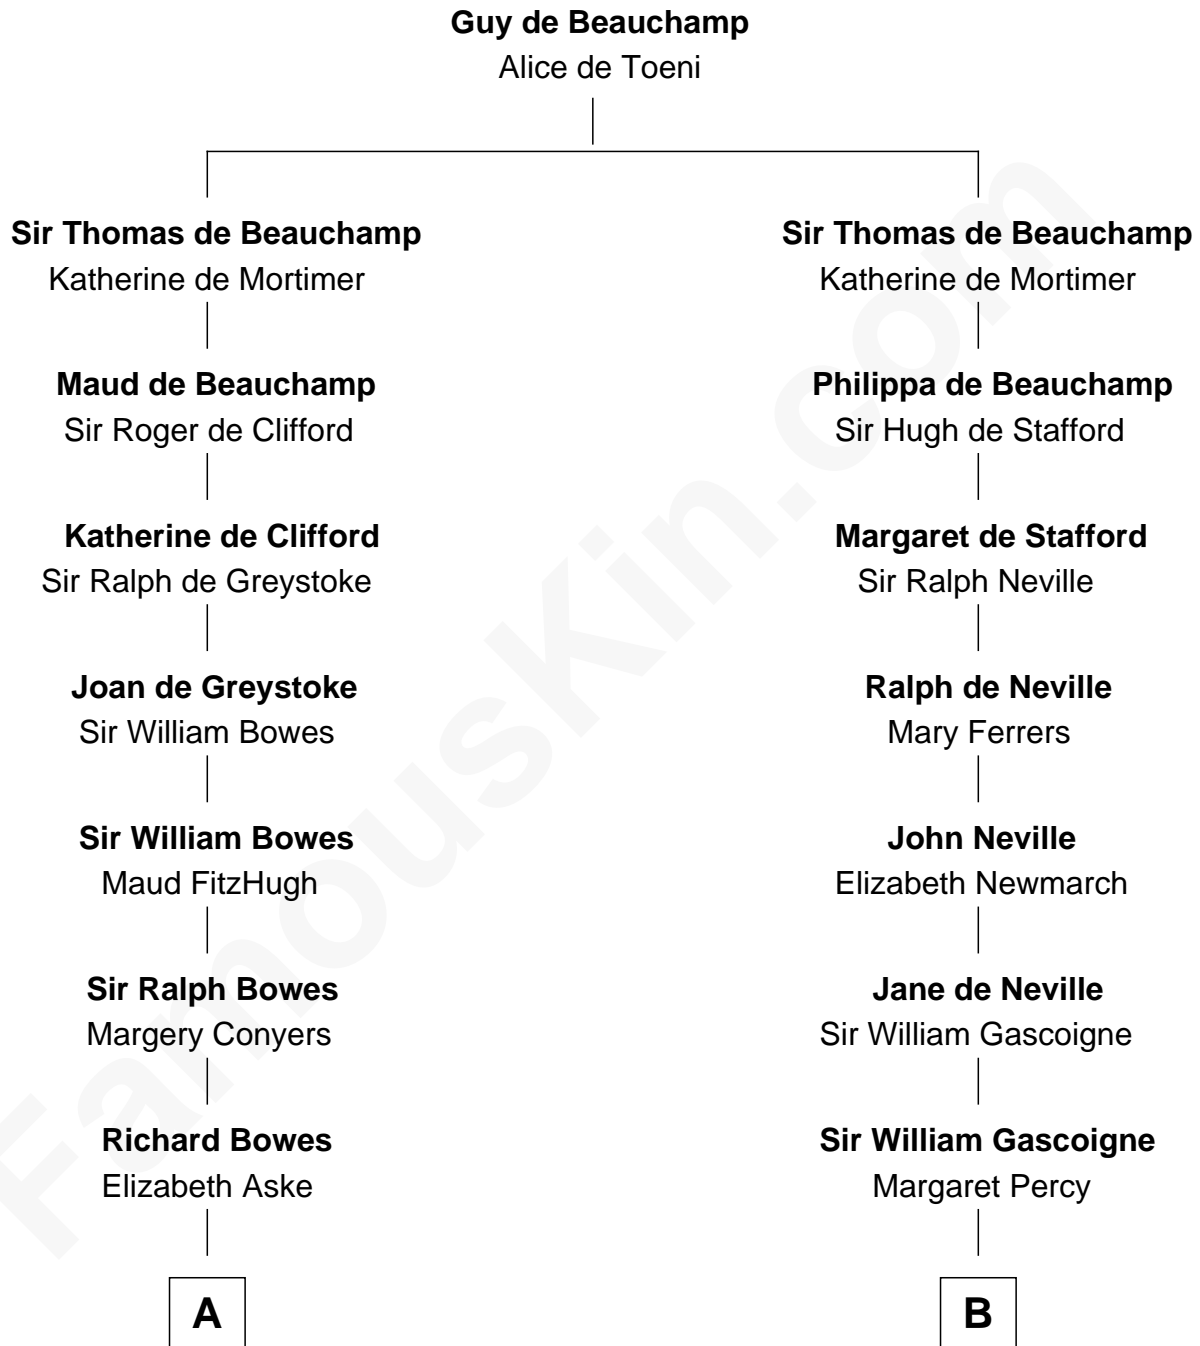 Guy de Beauchamp
Alice de Toeni
Sir Thomas de Beauchamp
Katherine de Mortimer
Sir Thomas de Beauchamp
Katherine de Mortimer
Maud de Beauchamp
Sir Roger de Clifford
Philippa de Beauchamp
Sir Hugh de Stafford
Katherine de Clifford
Sir Ralph de Greystoke
Margaret de Stafford
Sir Ralph Neville
Joan de Greystoke
Sir William Bowes
Ralph de Neville
Mary Ferrers
Sir William Bowes
Maud FitzHugh
John Neville
Elizabeth Newmarch
Sir Ralph Bowes
Margery Conyers
Jane de Neville
Sir William Gascoigne
Richard Bowes
Elizabeth Aske
Sir William Gascoigne
Margaret Percy
A
B
FamousKin.com